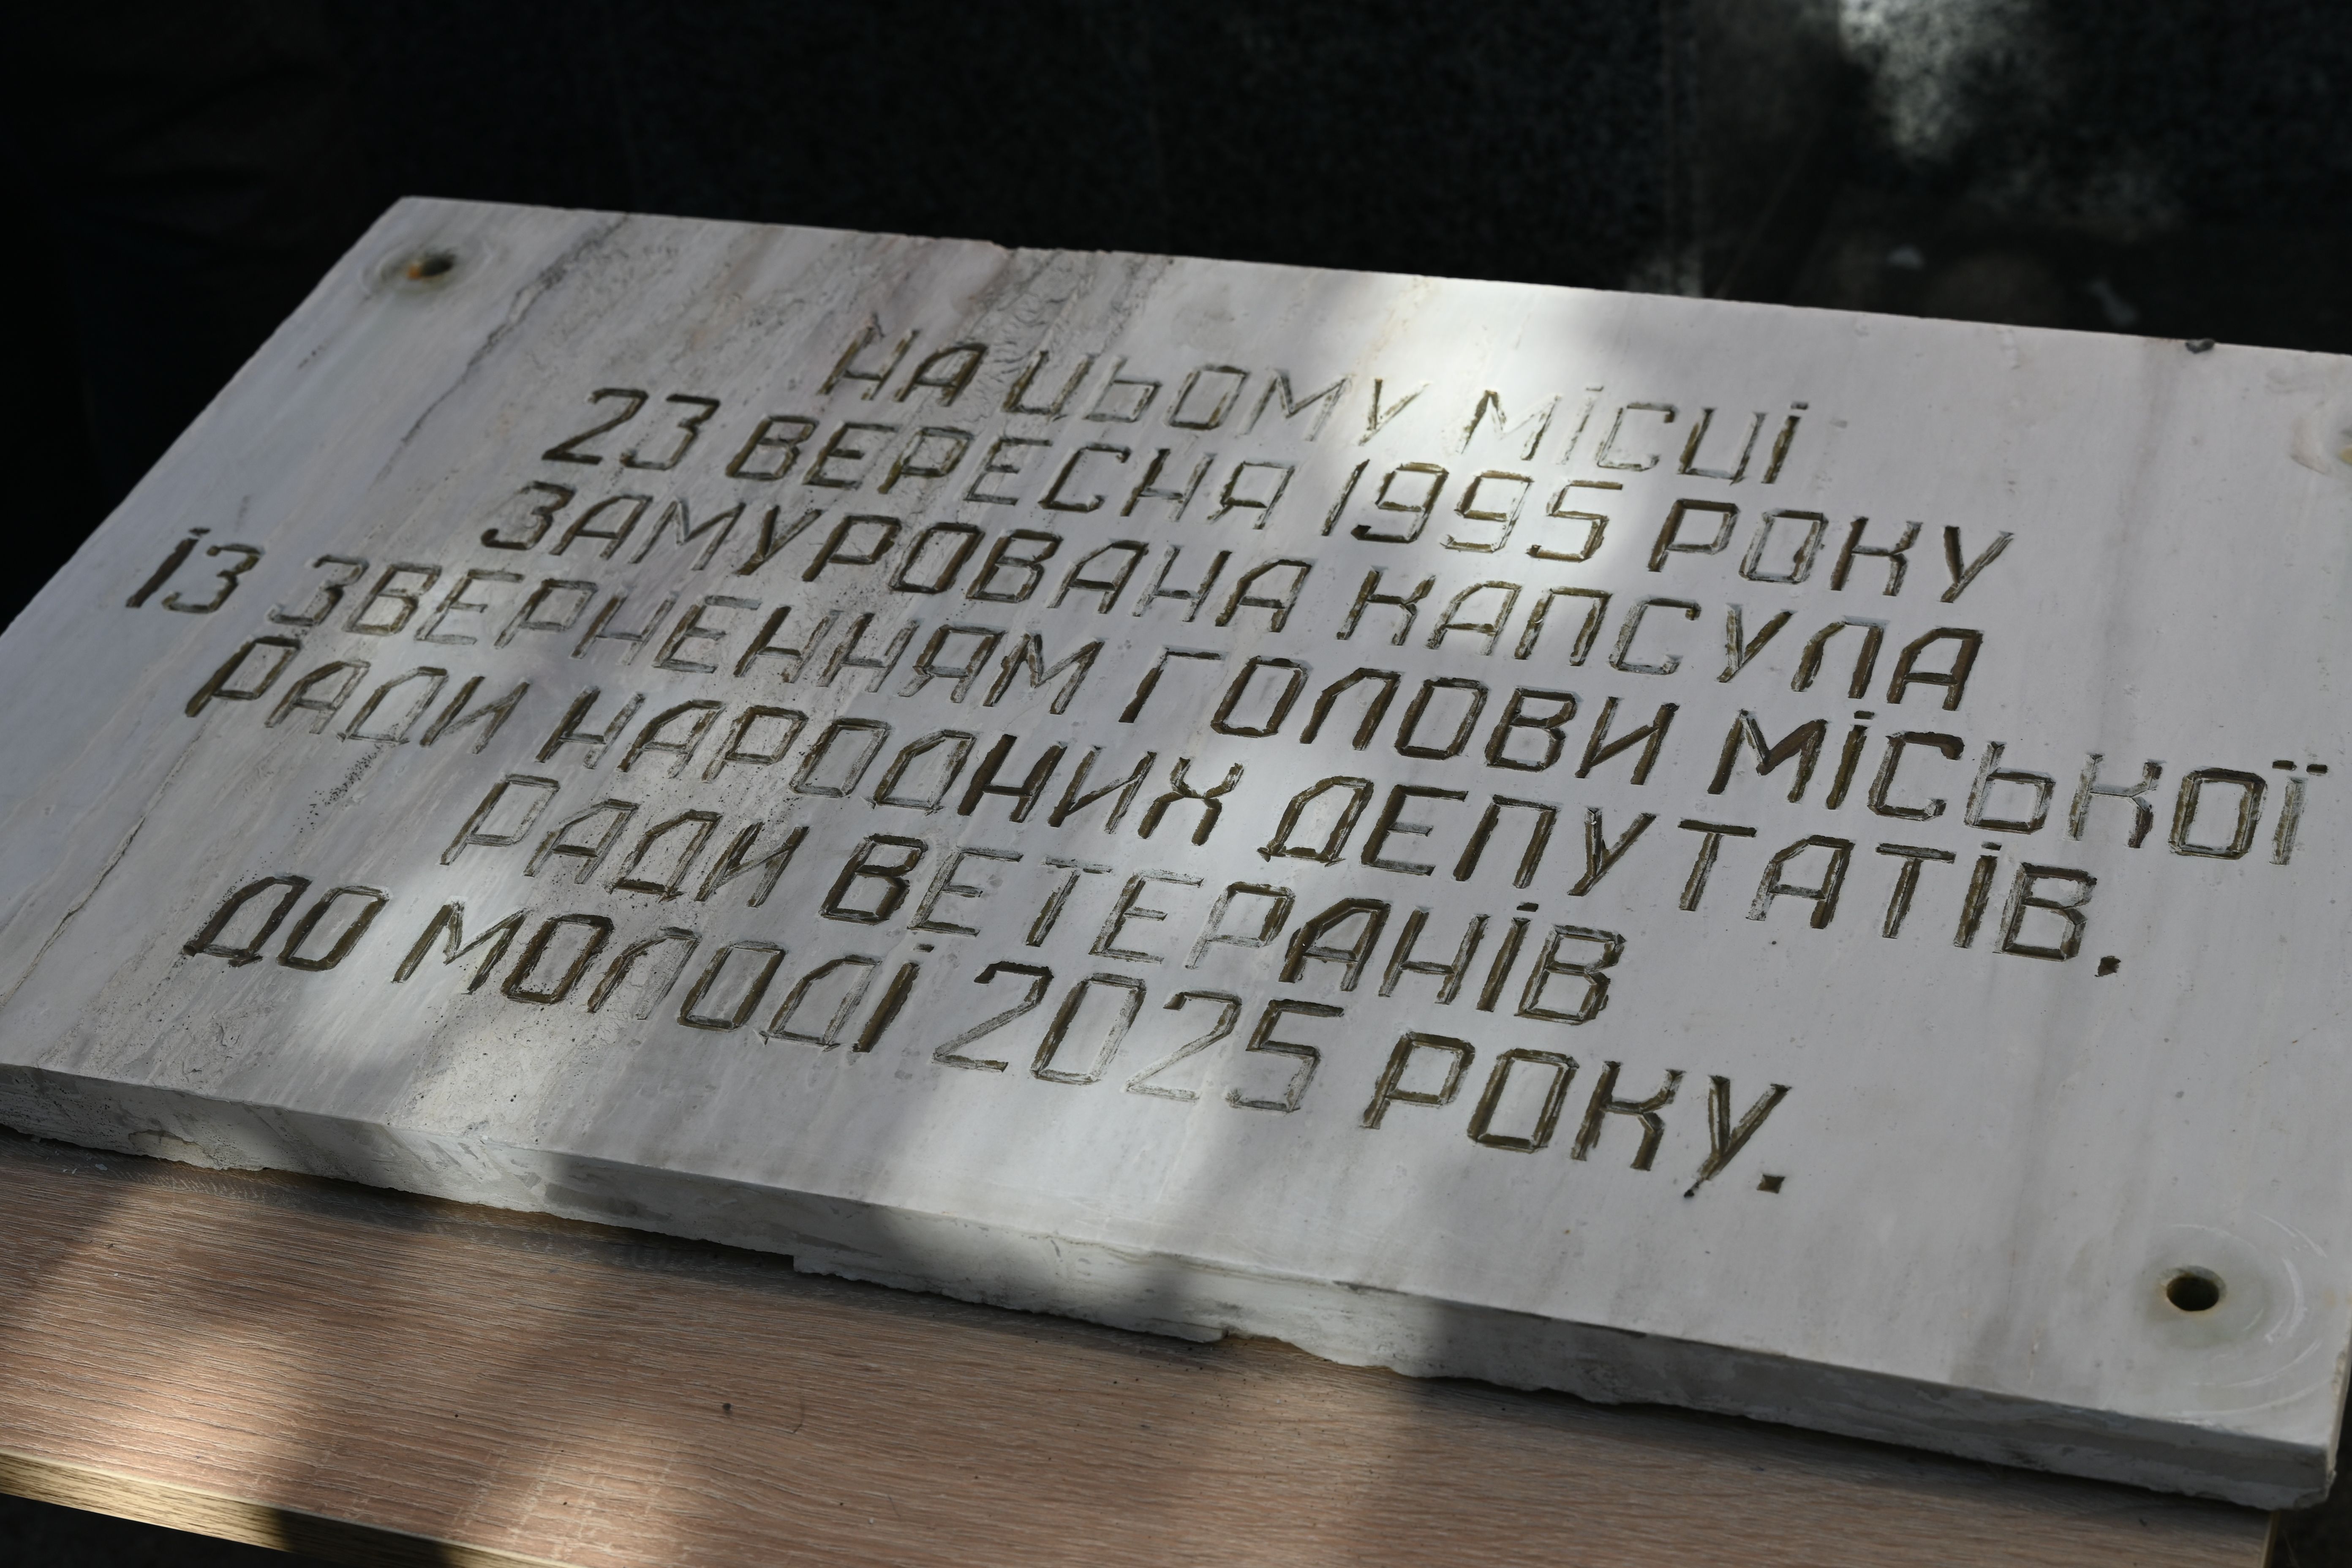 НА ЦЬОМУ МІСЦІ
23 ВЕРЕСНЯ 1995 РОКУ
ЗАМУРОВАНА КАПСУЛА
ІЗ ЗВЕРНЕННЯМ ГОЛОВИ МІСЬКОЇ
РАДИ НАРОДНИХ ДЕПУТАТІВ.
РАДИ ВЕТЕРАНІВ
ДО МОЛОДІ 2025 РОКУ.